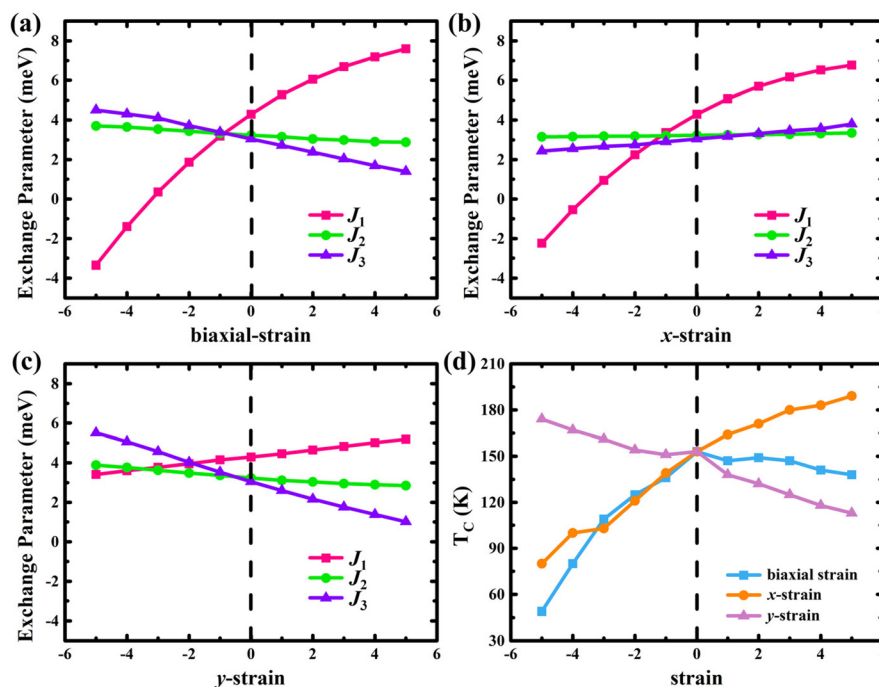 (a)
Exchange Parameter (meV)
8
6
4
2
0
-2
-4
J1
J2
J3
-6 -4 -2 0 2 4 6
biaxial-strain
(b)
Exchange Parameter (meV)
8
6
4
2
0
-2
-4
J1
J2
J3
-6 -4 -2 0 2 4 6
x-strain
(c)
Exchange Parameter (meV)
8
6
4
2
0
-2
-4
J1
J2
J3
-6 -4 -2 0 2 4 6
y-strain
(d)
TC (K)
210
180
150
120
90
60
30
biaxial strain
x-strain
y-strain
-6 -4 -2 0 2 4 6
strain